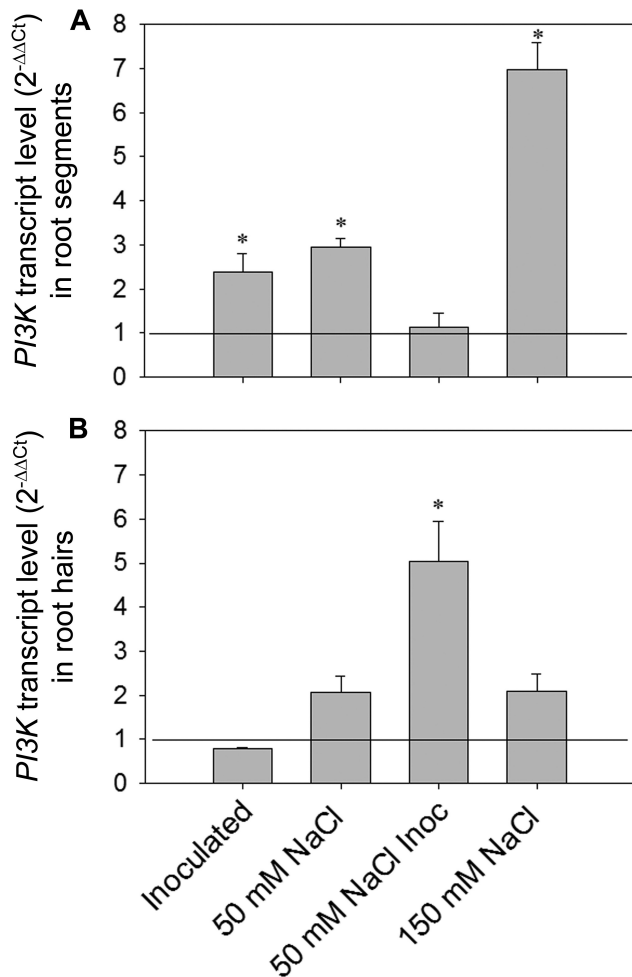 A
PI3K transcript level (2-ΔΔCt)
in root segments
8
7
6
5
4
3
2
1
0
*
*
*
B
PI3K transcript level (2-ΔΔCt)
in root hairs
8
7
6
5
4
3
2
1
0
*
Inoculated
50 mM NaCl
50 mM NaCl Inoc
150 mM NaCl